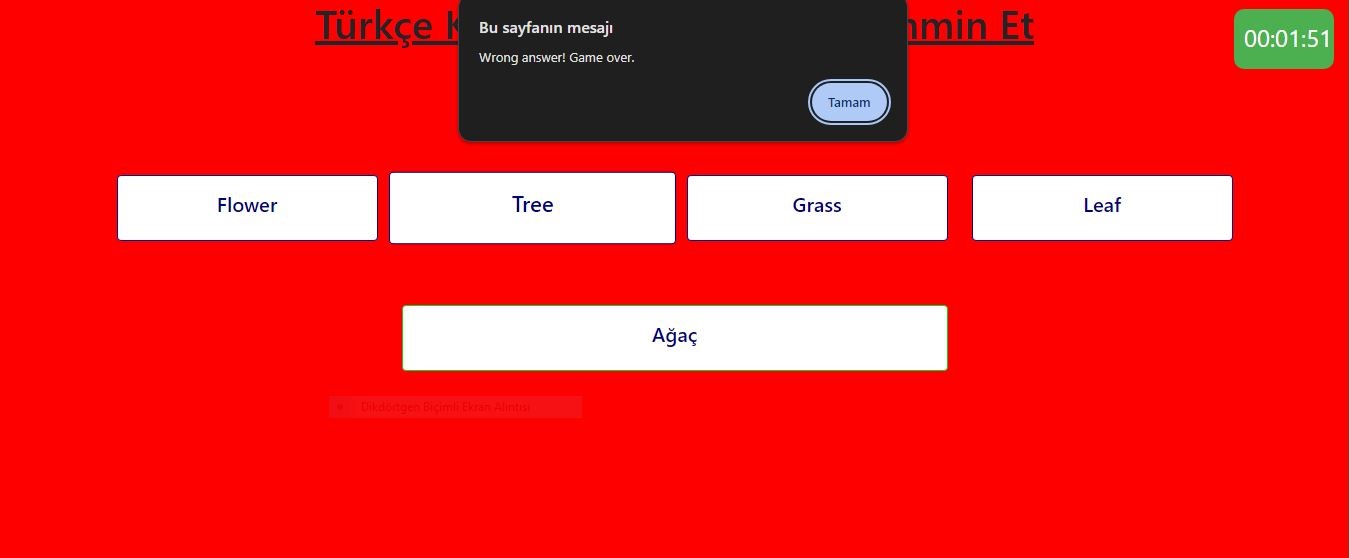 Türkçe K
mmin Et
00:01:51
Bu sayfanın mesajı
Wrong answer! Game over.
Tamam
Flower
Tree
Grass
Leaf
Ağaç
Dikdörtgen Biçimli Ekran Alıntısı